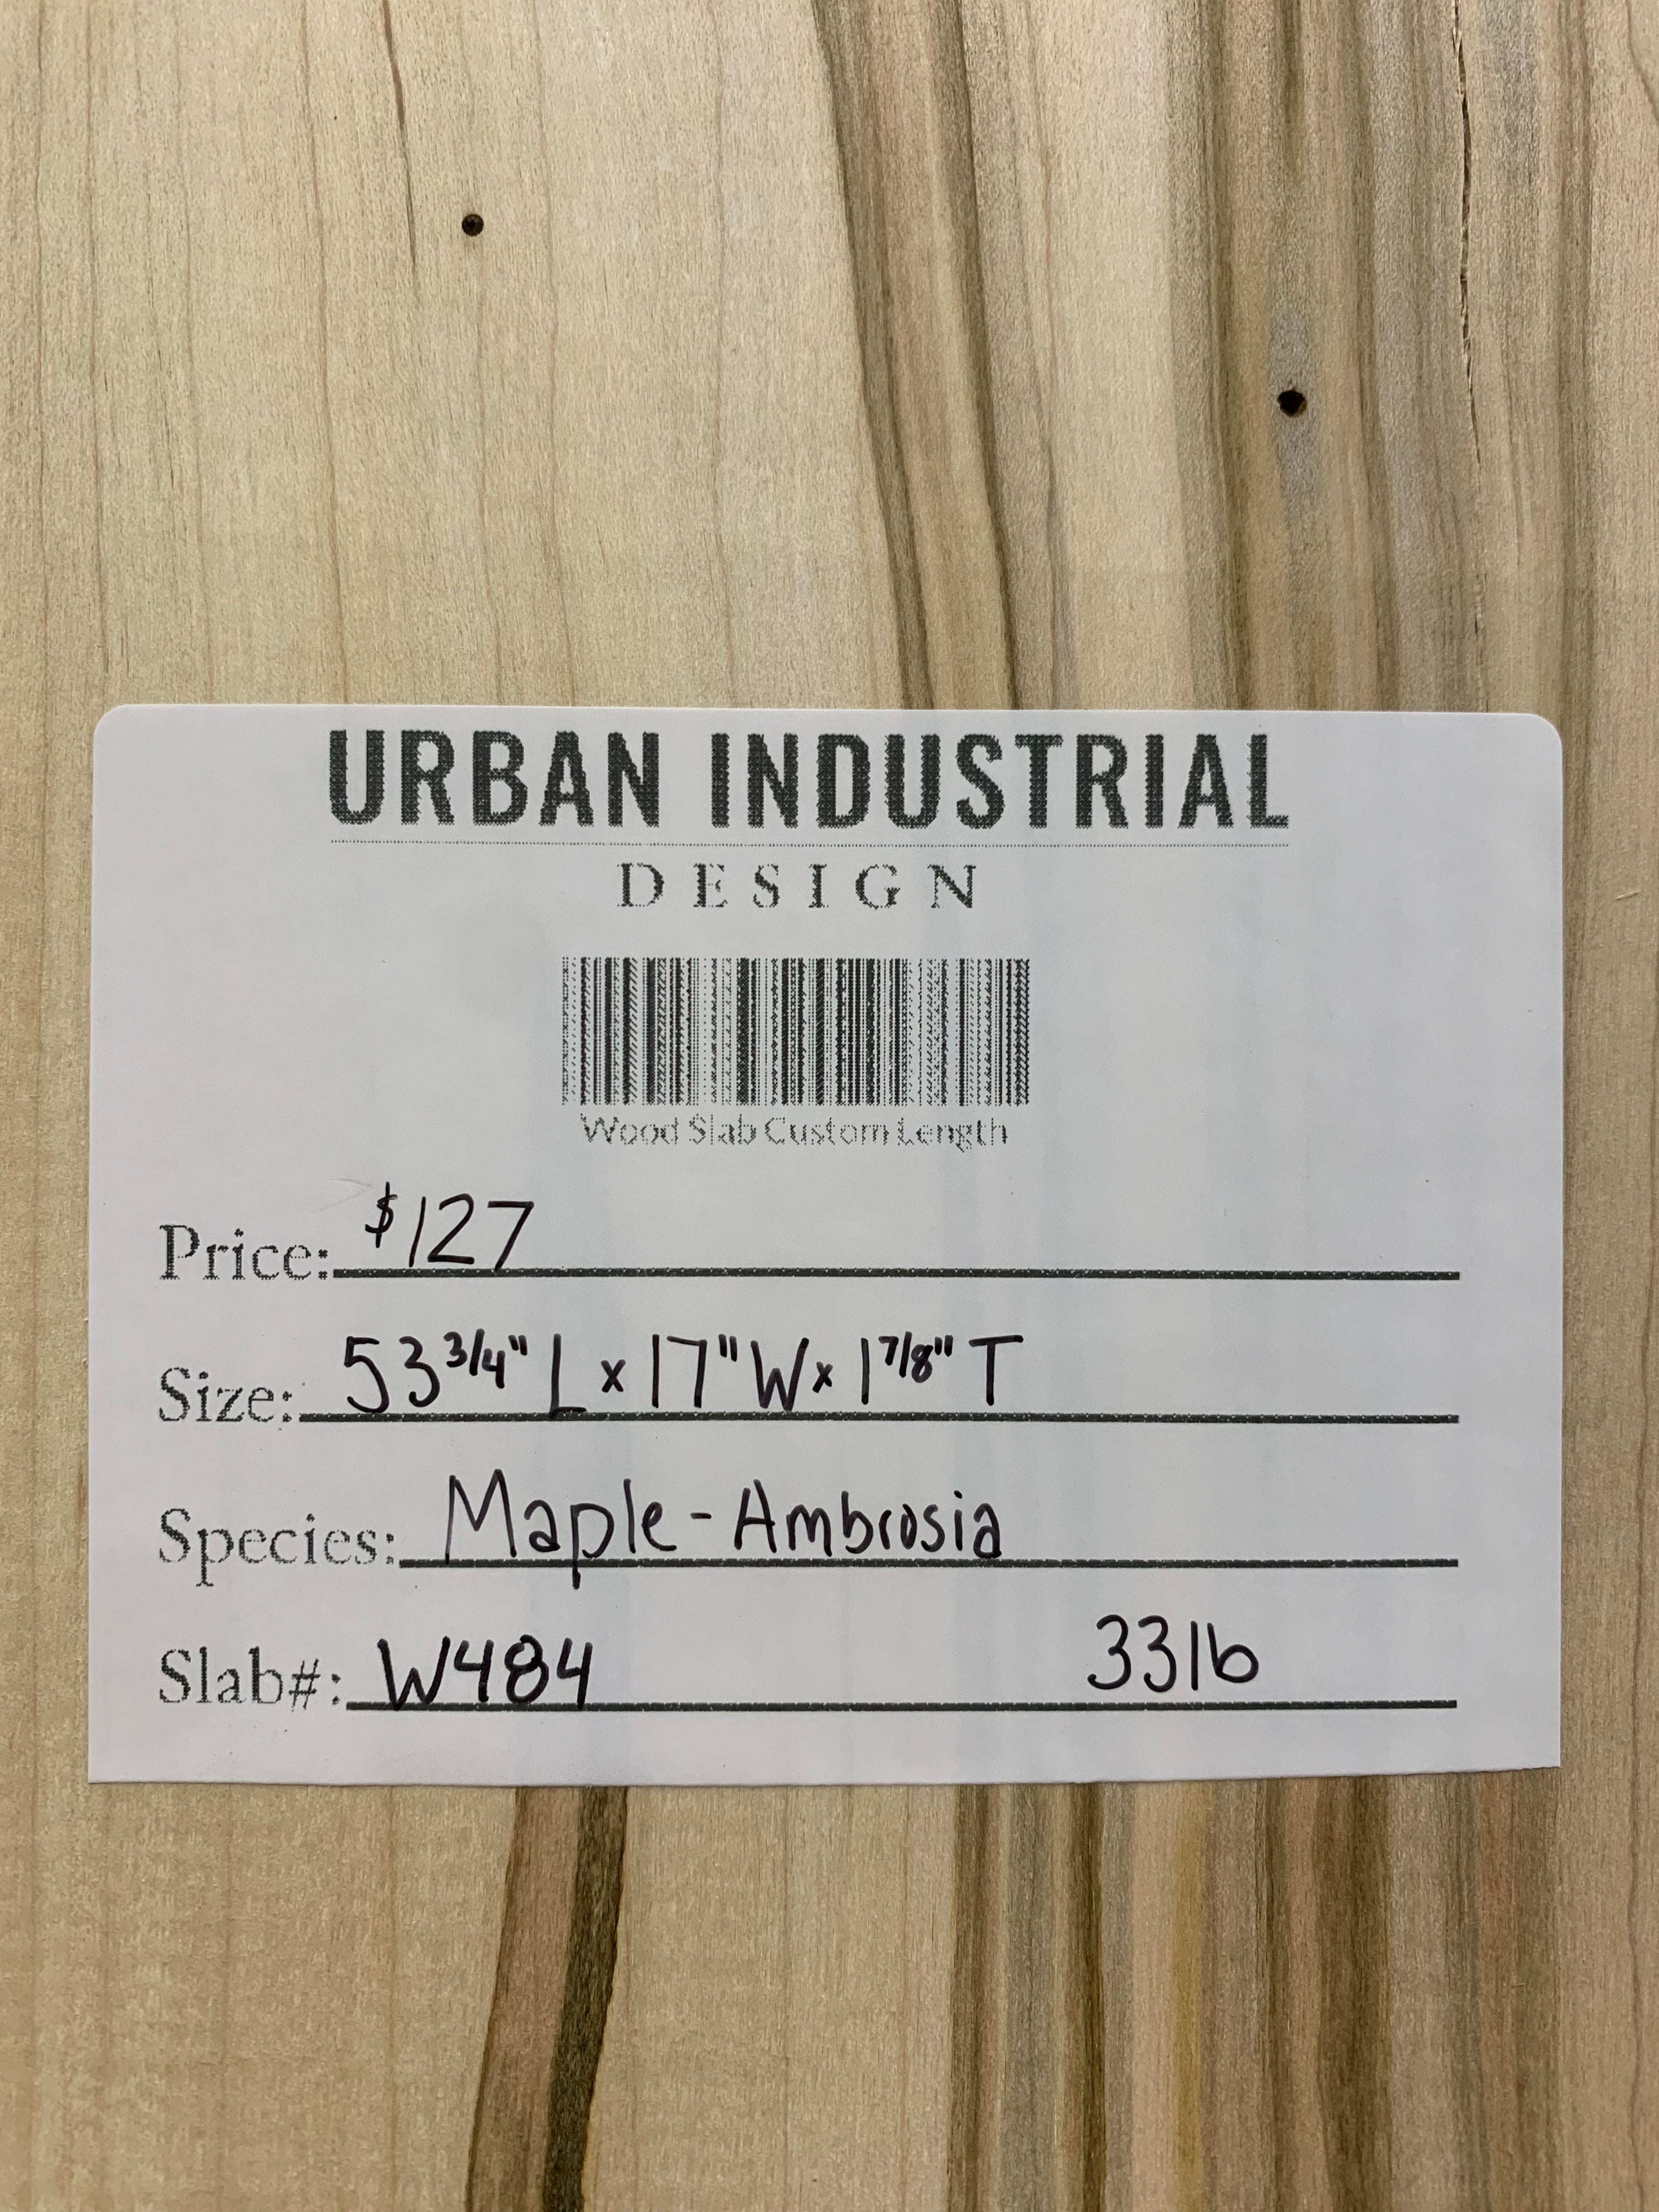 URBAN INDUSTRIAL
DESIGN
Wood Slab Custom Length
Price: $127
Size: 53 3/4" L x 17" W x 1 7/8" T
Species: Maple-Ambrosia
Slab#: W484 33lb